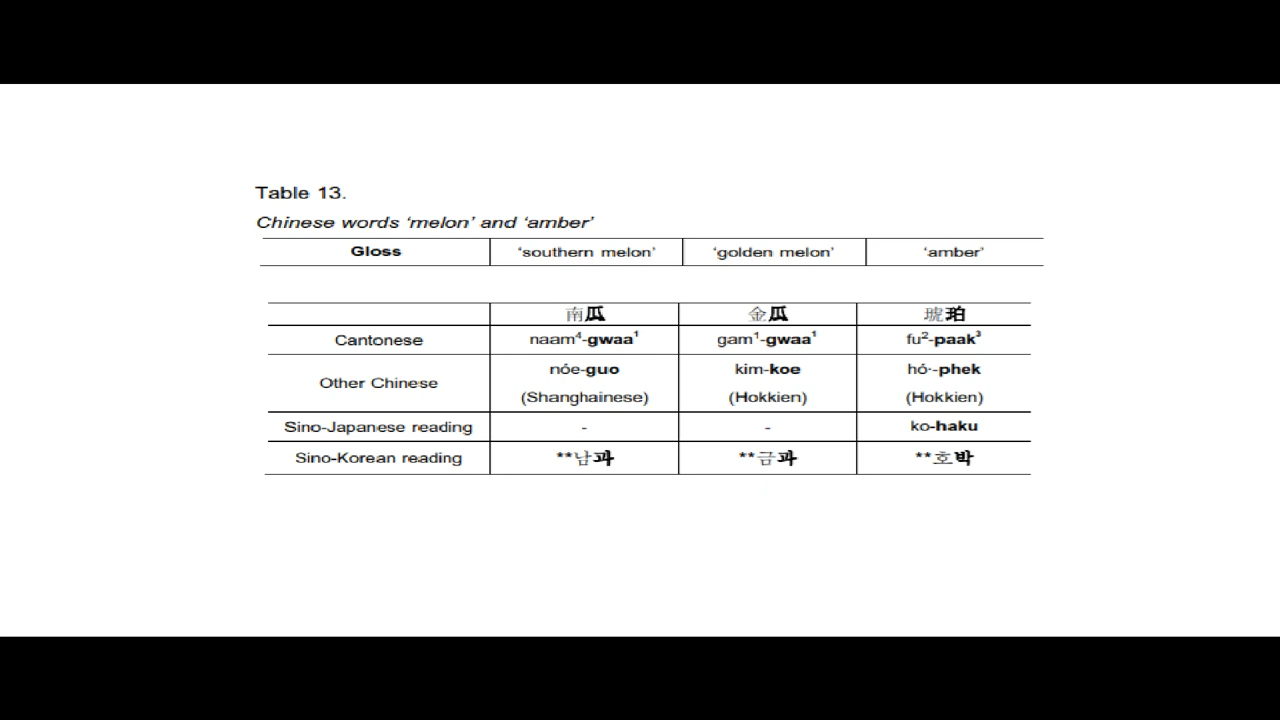 Table 13.
Chinese words ‘melon’ and ‘amber’
Gloss ‘southern melon’ ‘golden melon’ ‘amber’
南瓜 金瓜 琥珀
Cantonese naam⁴-gwaa¹ gam¹-gwaa¹ fu²-paak³
Other Chinese nóe-guo (Shanghainese) kim-koe (Hokkien) hó·-phek (Hokkien)
Sino-Japanese reading - - ko-haku
Sino-Korean reading **남과 **금과 **호박